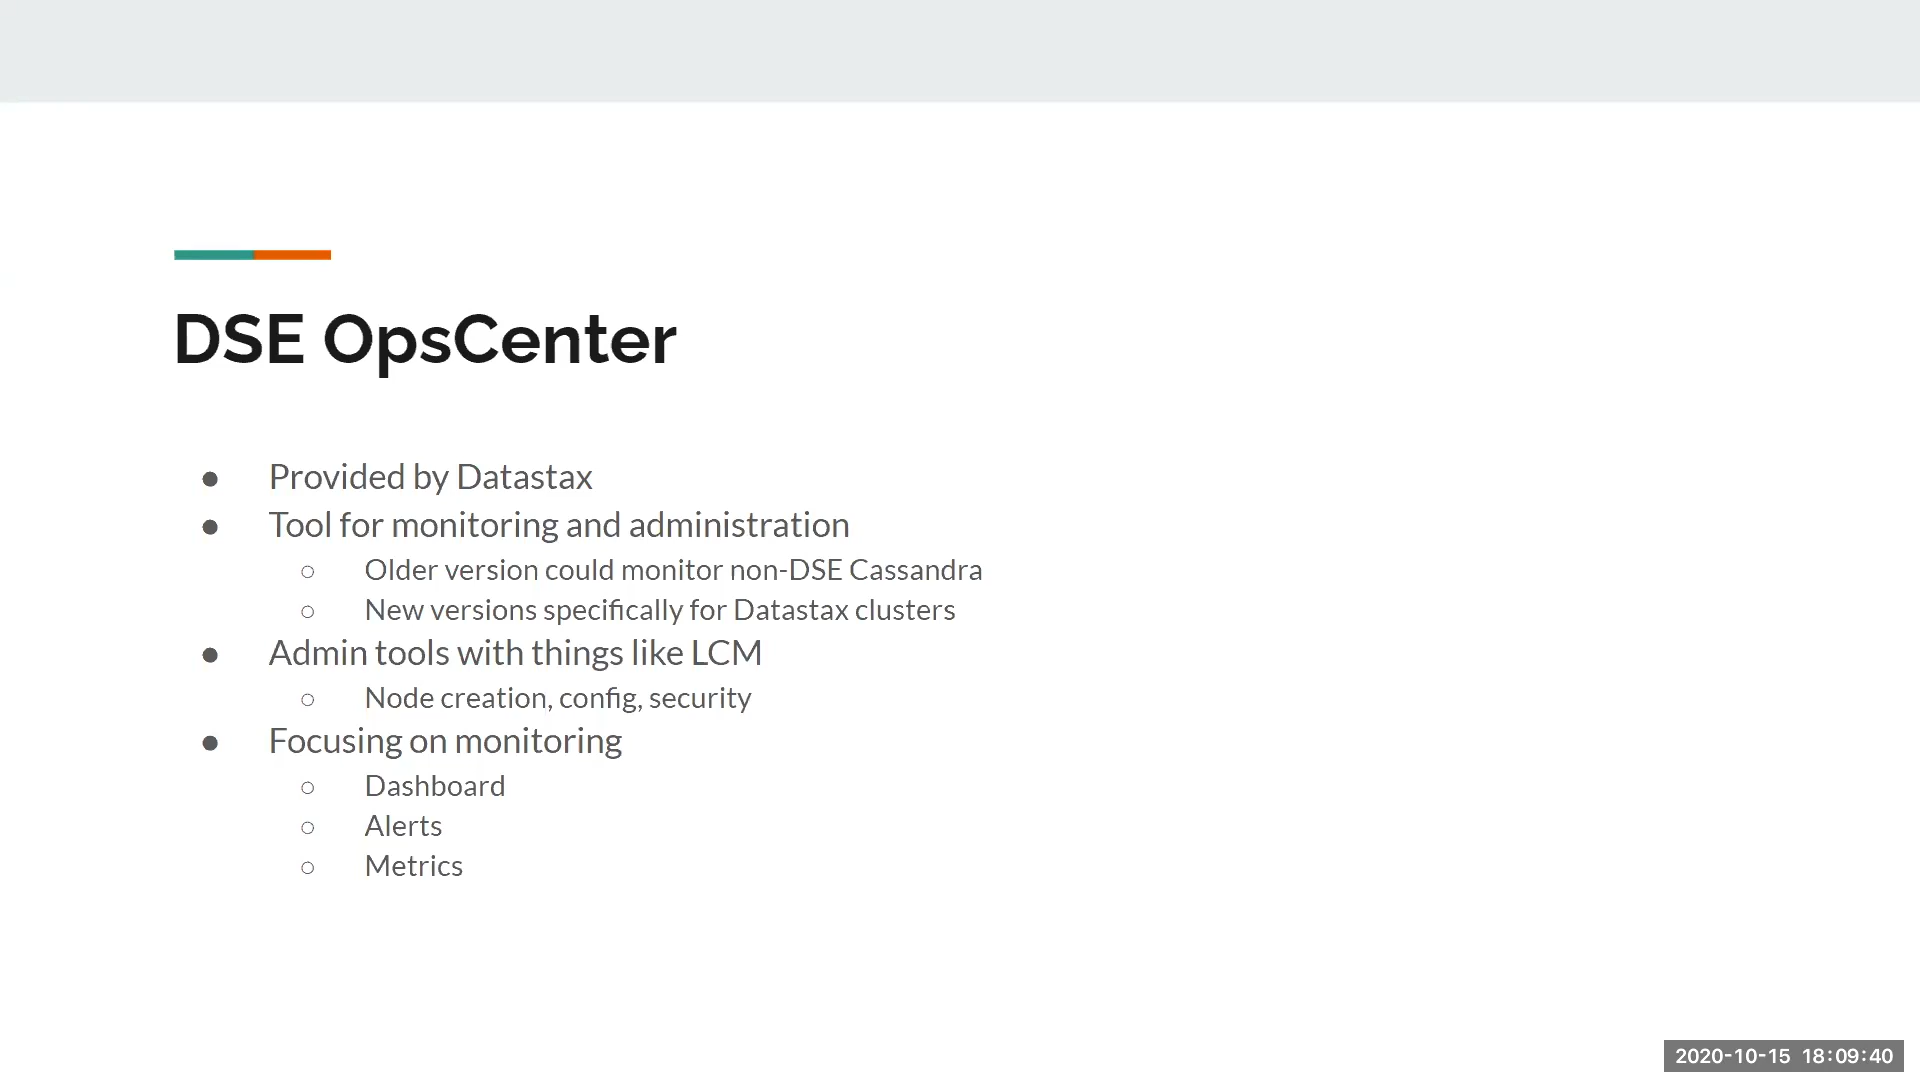 DSE OpsCenter
● Provided by Datastax
● Tool for monitoring and administration
○ Older version could monitor non-DSE Cassandra
○ New versions specifically for Datastax clusters
● Admin tools with things like LCM
○ Node creation, config, security
● Focusing on monitoring
○ Dashboard
○ Alerts
○ Metrics
2020-10-15 18:09:40